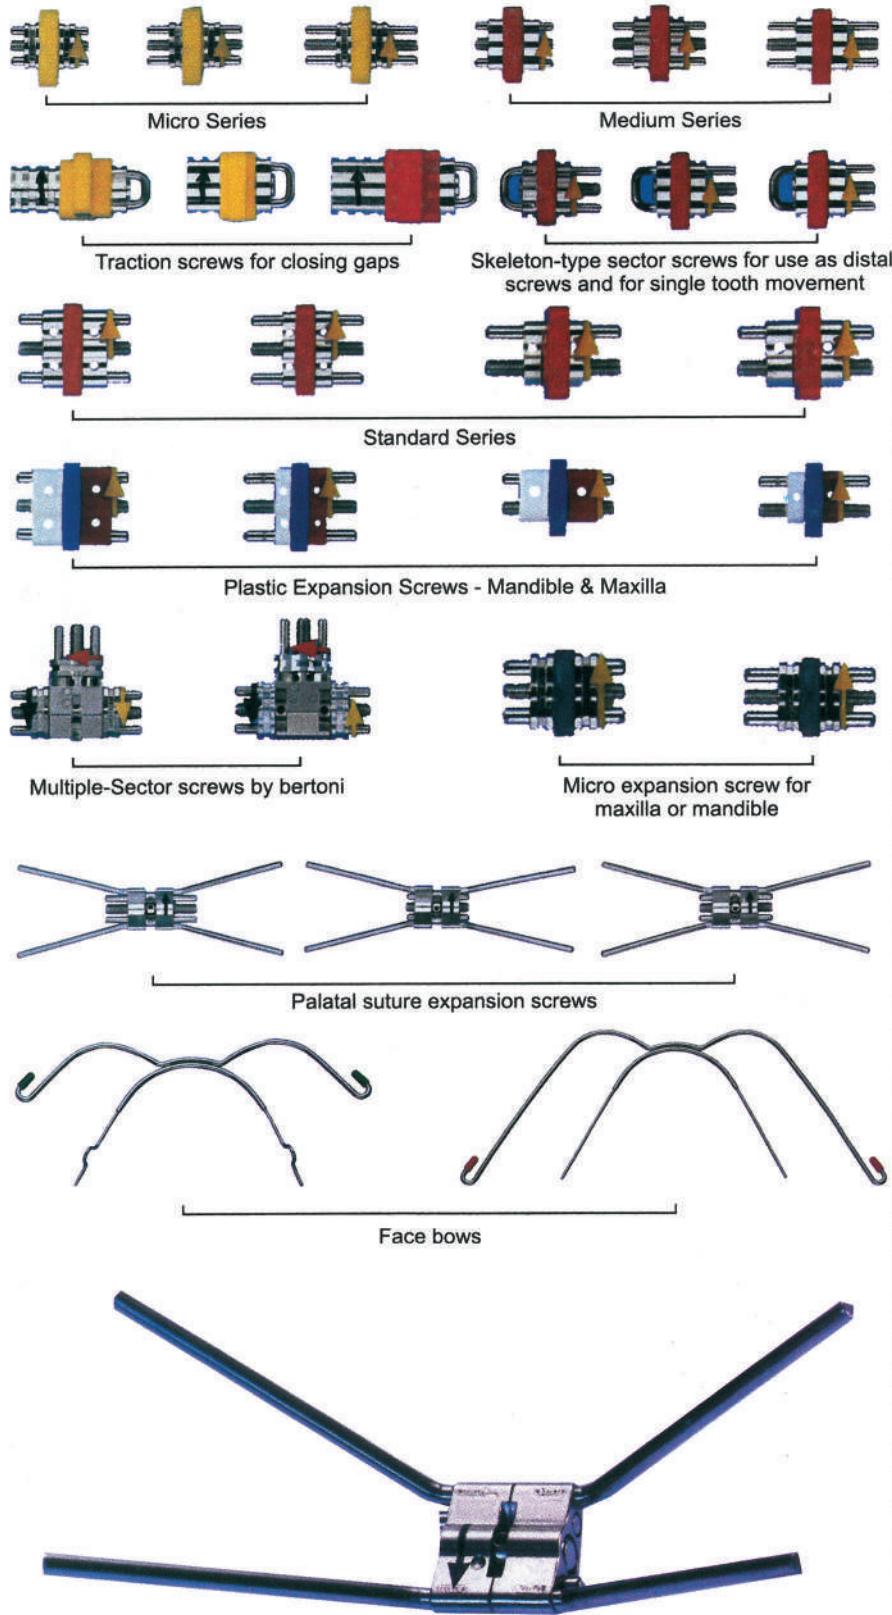 Micro Series
Medium Series
Traction screws for closing gaps
Skeleton-type sector screws for use as distal
screws and for single tooth movement
Standard Series
Plastic Expansion Screws - Mandible & Maxilla
Multiple-Sector screws by bertoni
Micro expansion screw for
maxilla or mandible
Palatal suture expansion screws
Face bows